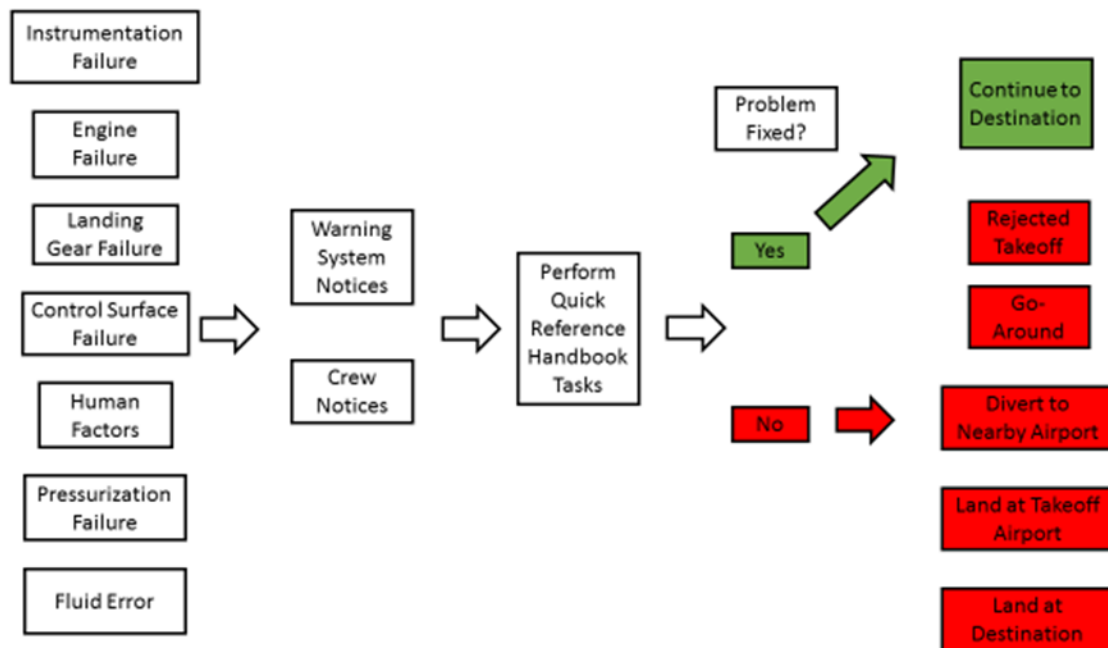 Instrumentation
Failure
Engine
Failure
Landing
Gear Failure
Control Surface
Failure
Human
Factors
Pressurization
Failure
Fluid Error
Warning
System
Notices
Crew
Notices
Perform
Quick
Reference
Handbook
Tasks
Problem
Fixed?
Yes
No
Continue to
Destination
Rejected
Takeoff
Go-
Around
Divert to
Nearby Airport
Land at Takeoff
Airport
Land at
Destination